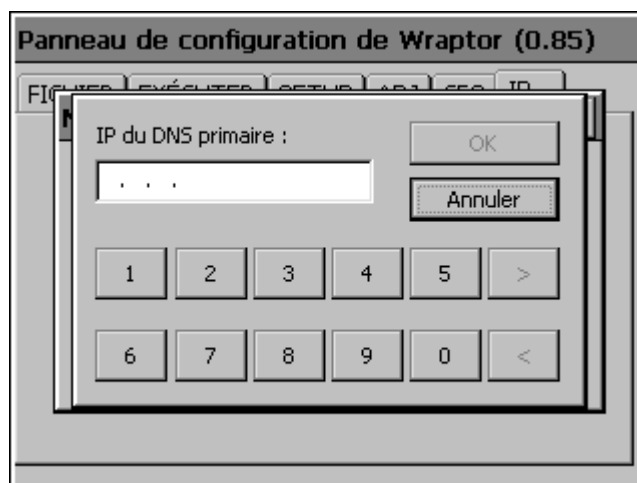 Panneau de configuration de Wraptor (0.85)
IP du DNS primaire :
. . .
OK
Annuler
1 2 3 4 5 >
6 7 8 9 0 <